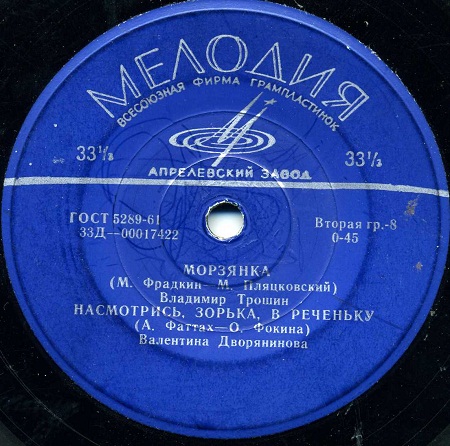 МЕЛОДИЯ
ВСЕСОЮЗНАЯ ФИРМА ГРАМПЛАСТИНОК
33⅓ 33⅓
АПРЕЛЕВСКИЙ ЗАВОД
ГОСТ 5289-61 Вторая гр.-8
33Д—00017422 0-45
МОРЗЯНКА
(М. Фрадкин—М. Пляцковский)
Владимир Трошин
НАСМОТРИСЬ, ЗОРЬКА, В РЕЧЕНЬКУ
(А. Фаттах—О. Фокина)
Валентина Дворянинова